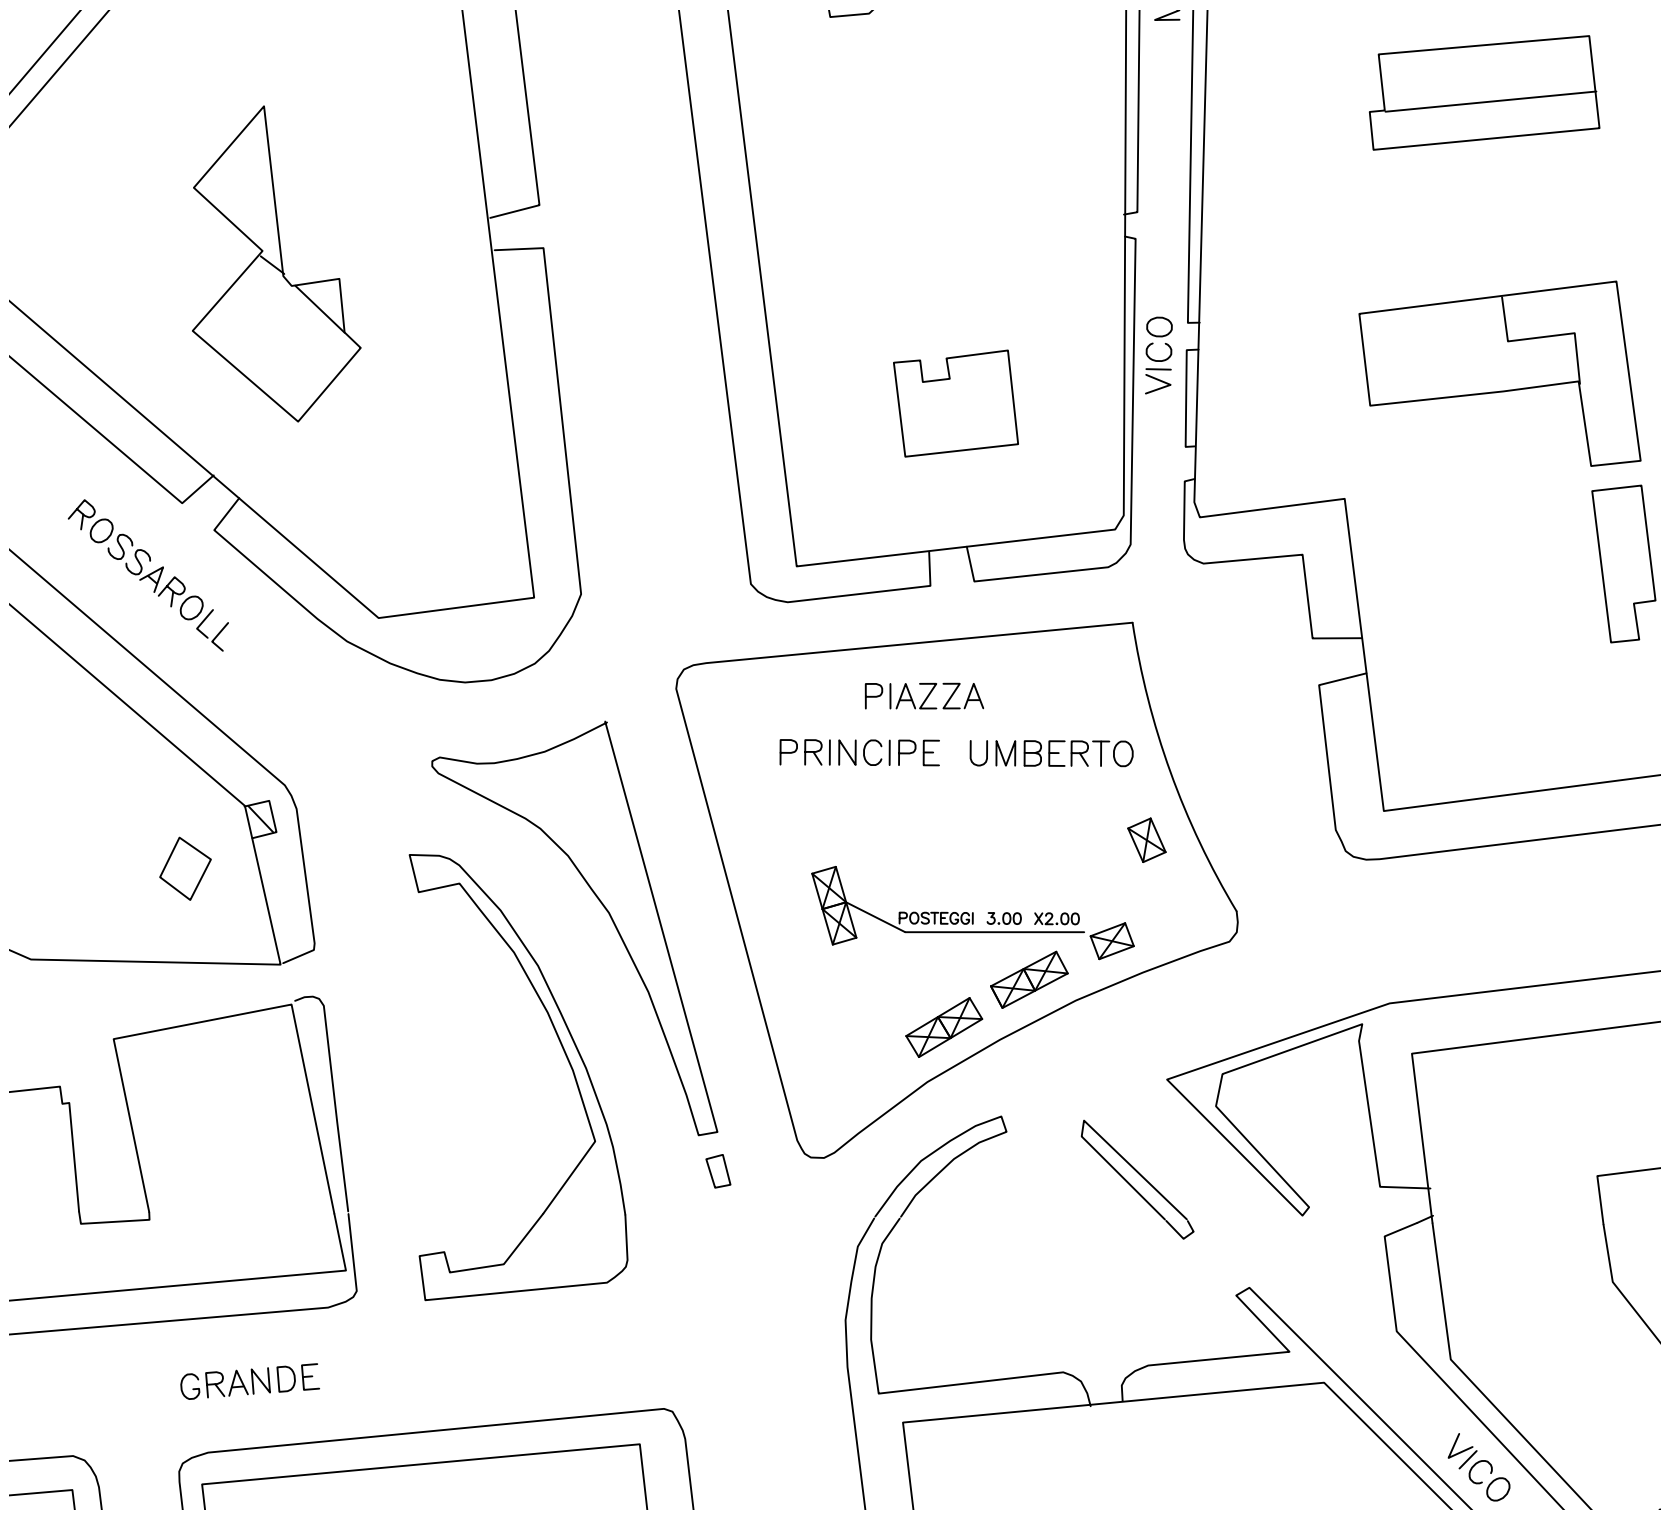 VICO
ROSSAROLL
PIAZZA
PRINCIPE UMBERTO
POSTEGGI 3.00 X2.00
GRANDE
VICO